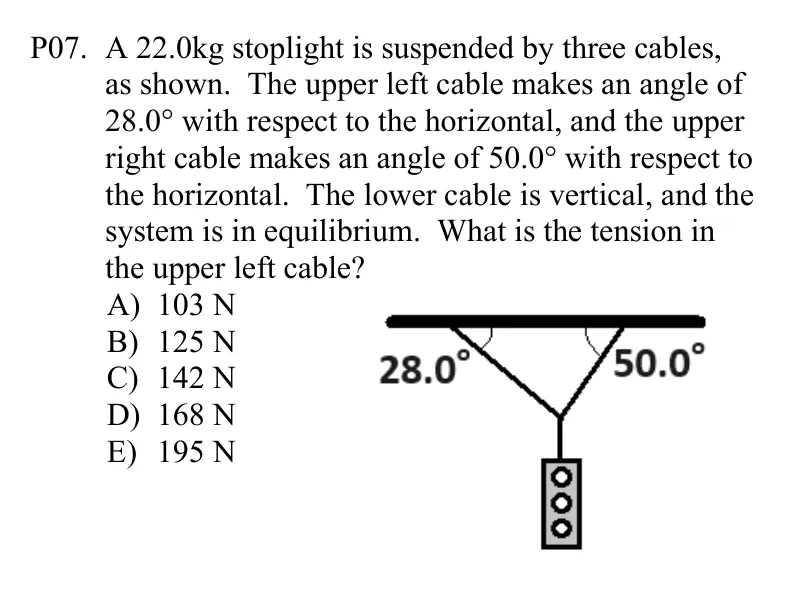 P07. A 22.0kg stoplight is suspended by three cables,
as shown. The upper left cable makes an angle of
28.0° with respect to the horizontal, and the upper
right cable makes an angle of 50.0° with respect to
the horizontal. The lower cable is vertical, and the
system is in equilibrium. What is the tension in
the upper left cable?
A) 103 N
B) 125 N
C) 142 N
D) 168 N
E) 195 N
28.0°
50.0°